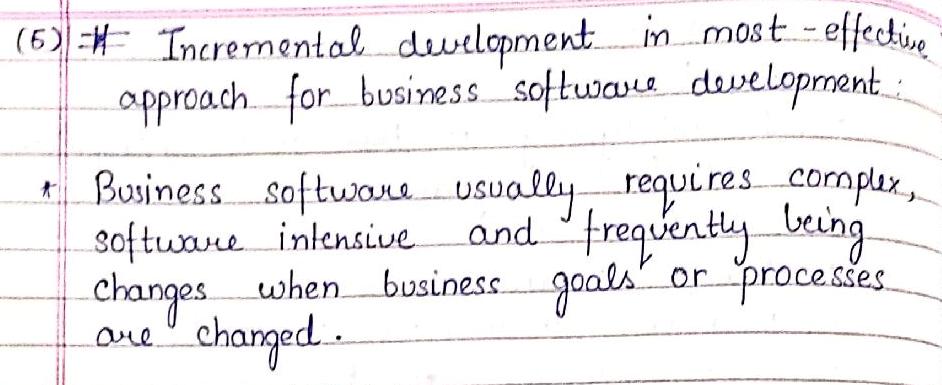 (5) # Incremental development in most-effective
approach for business software development:
* Business software usually requires complex,
software intensive and frequently being
changes when business goals or processes
are changed.